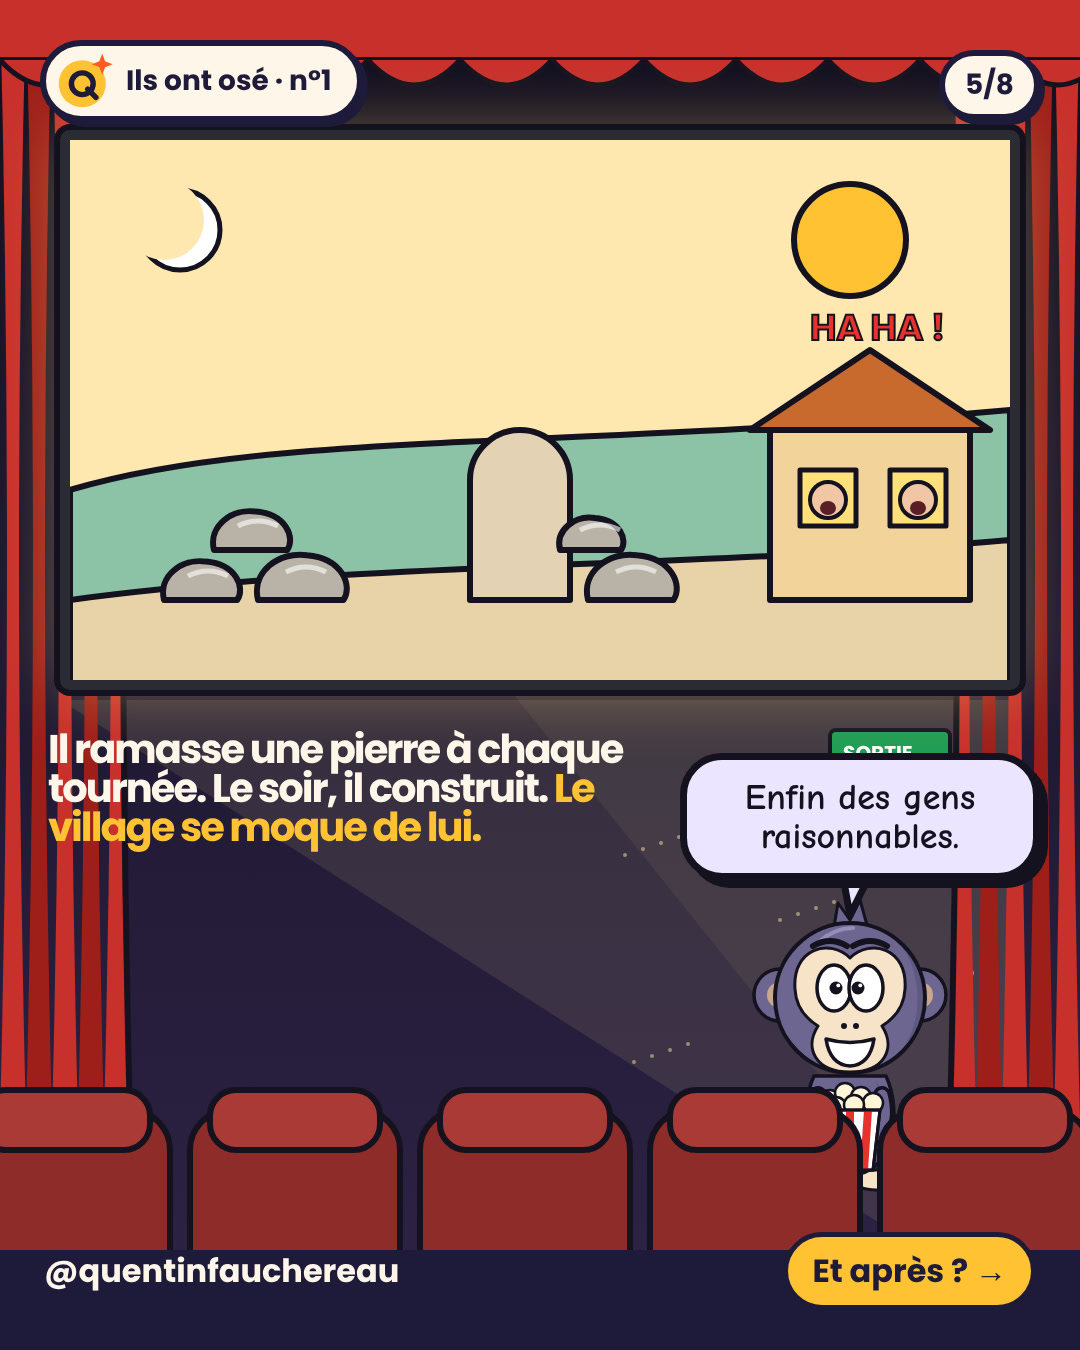 Q
Ils ont osé · n°1
5/8
HA HA !
Il ramasse une pierre à chaque
tournée. Le soir, il construit. Le
village se moque de lui.
SORTIE
Enfin des gens
raisonnables.
@quentinfauchereau
Et après ? →